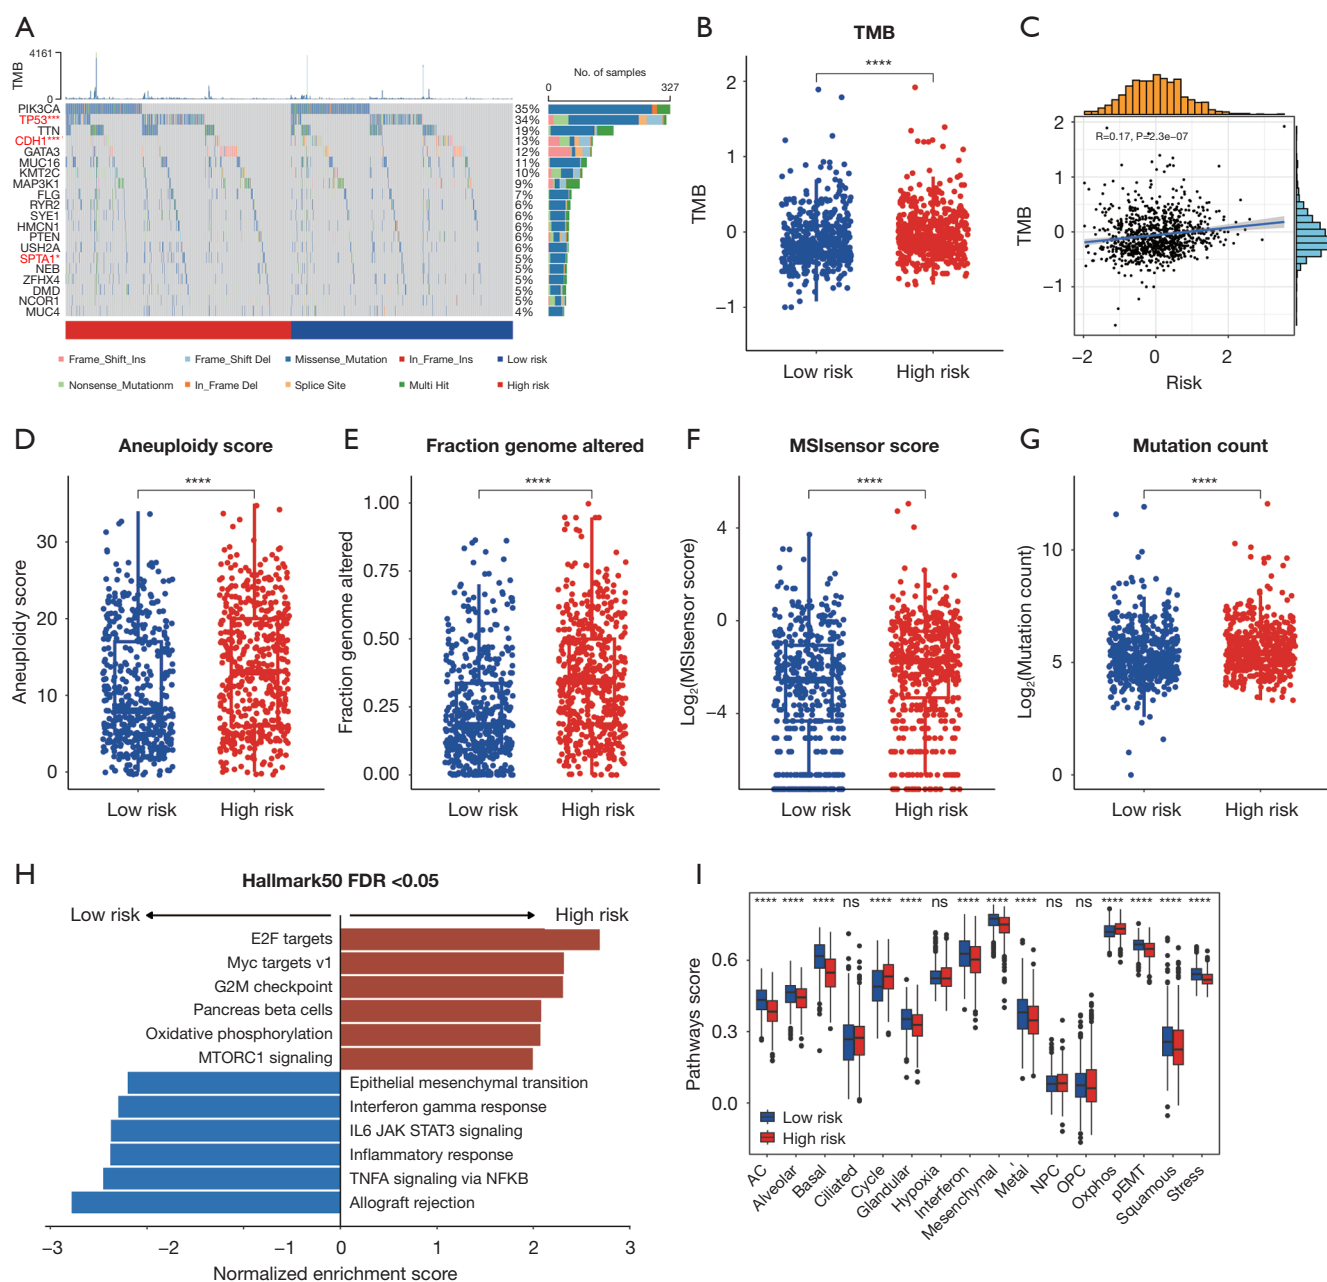 A
4161
TMB
0
No. of samples
0 327
PIK3CA 35%
TP53*** 34%
TTN 19%
CDH1*** 13%
GATA3 12%
MUC16 11%
KMT2C 10%
MAP3K1 9%
FLG 7%
RYR2 6%
SYE1 6%
HMCN1 6%
PTEN 6%
USH2A 5%
SPTA1* 5%
NEB 5%
ZFHX4 5%
DMD 5%
NCOR1 5%
MUC4 4%
Frame_Shift_Ins Frame_Shift Del Missense_Mutation In_Frame_Ins Low risk
Nonsense_Mutationm In_Frame Del Splice Site Multi Hit High risk
B
TMB
****
TMB
2
1
0
−1
Low risk High risk
C
R=0.17, P=2.3e−07
TMB
2
1
0
−1
−2 0 2
Risk
D
Aneuploidy score
****
Aneuploidy score
30
20
10
0
Low risk High risk
E
Fraction genome altered
****
Fraction genome altered
1.00
0.75
0.50
0.25
0.00
Low risk High risk
F
MSIsensor score
****
Log2(MSIsensor score)
4
0
−4
Low risk High risk
G
Mutation count
****
Log2(Mutation count)
10
5
0
Low risk High risk
H
Hallmark50 FDR <0.05
Low risk High risk
E2F targets
Myc targets v1
G2M checkpoint
Pancreas beta cells
Oxidative phosphorylation
MTORC1 signaling
Epithelial mesenchymal transition
Interferon gamma response
IL6 JAK STAT3 signaling
Inflammatory response
TNFA signaling via NFKB
Allograft rejection
−3 −2 −1 0 1 2 3
Normalized enrichment score
I
**** **** **** ns **** **** ns **** **** **** ns ns **** **** **** ****
Pathways score
0.6
0.3
0.0
Low risk
High risk
AC Alveolar Basal Ciliated Cycle Glandular Hypoxia Interferon Mesenchymal Metal NPC OPC Oxphos pEMT Squamous Stress